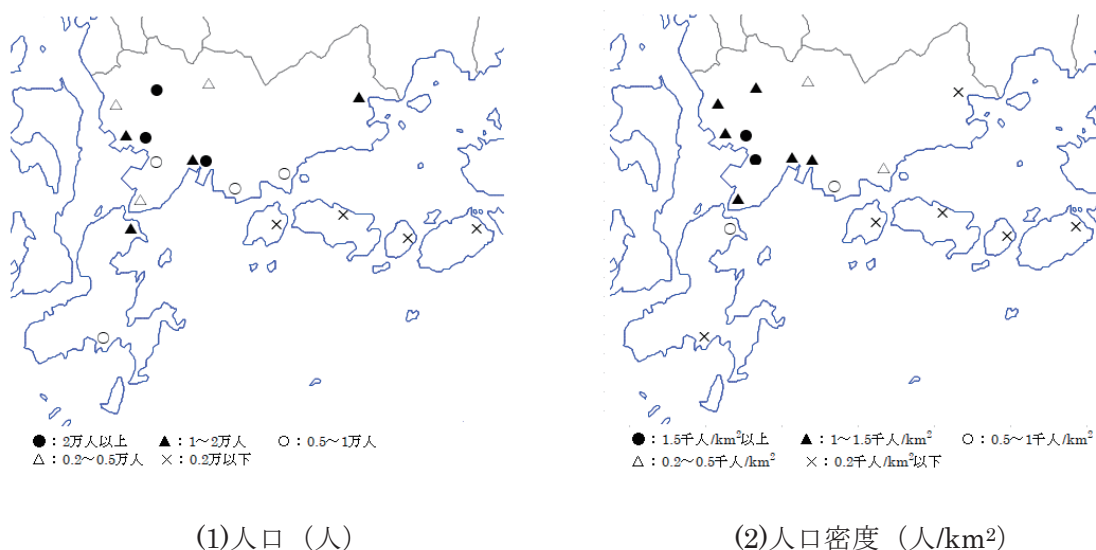 ●：2万人以上 ▲：1～2万人 ○：0.5～1万人
△：0.2～0.5万人 ×：0.2万以下
(1)人口（人）
●：1.5千人/km²以上 ▲：1～1.5千人/km² ○：0.5～1千人/km²
△：0.2～0.5千人/km² ×：0.2千人/km²以下
(2)人口密度（人/km²）